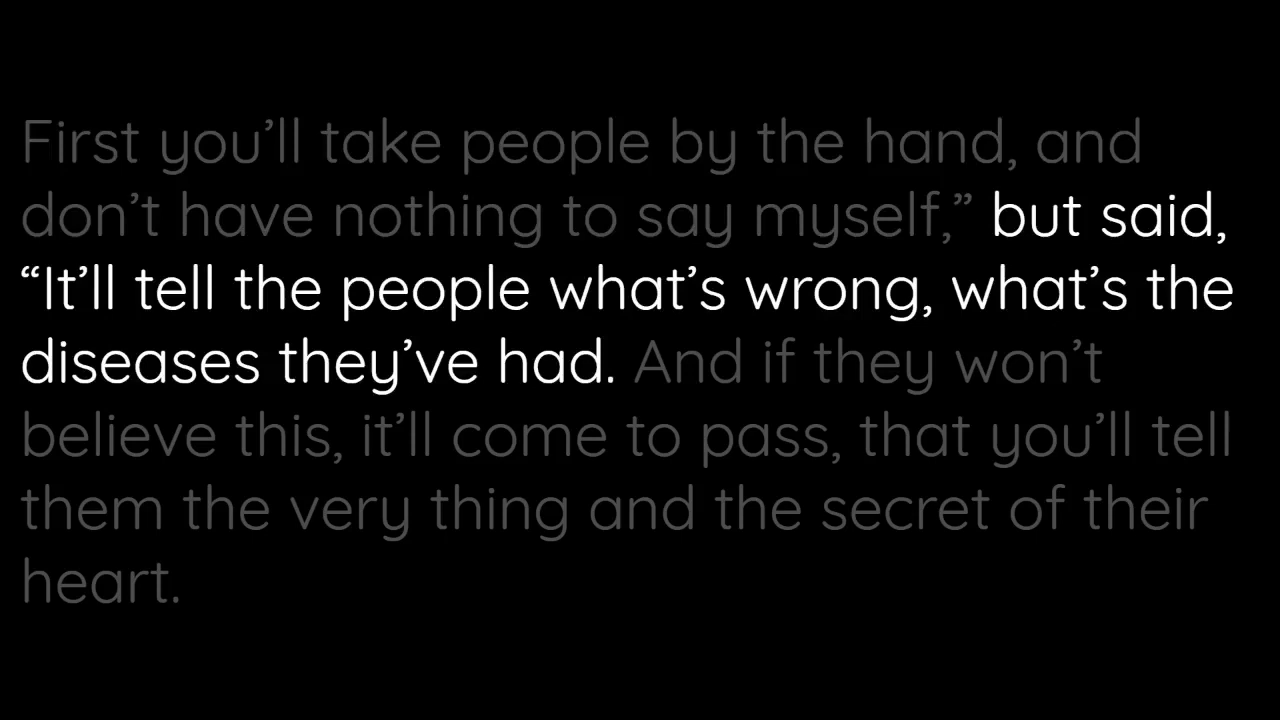 First you’ll take people by the hand, and
don’t have nothing to say myself,” but said,
“It’ll tell the people what’s wrong, what’s the
diseases they’ve had. And if they won’t
believe this, it’ll come to pass, that you’ll tell
them the very thing and the secret of their
heart.